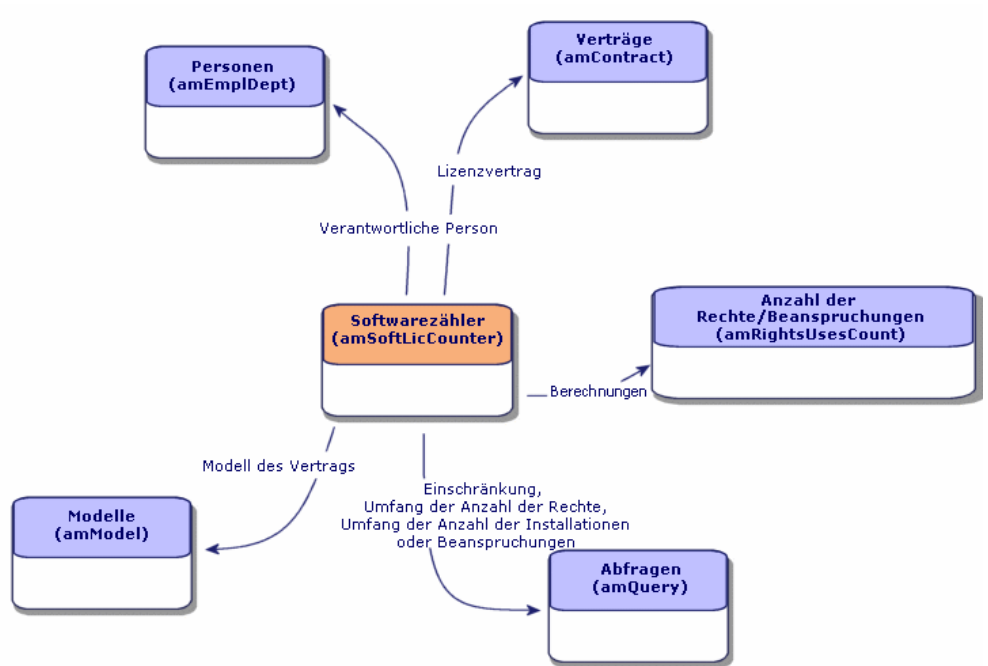 Verträge
(amContract)
Personen
(amEmplDept)
Lizenzvertrag
Verantwortliche Person
Softwarezähler
(amSoftLicCounter)
Anzahl der
Rechte/Beanspruchungen
(amRightsUsesCount)
Berechnungen
Modell des Vertrags
Einschränkung,
Umfang der Anzahl der Rechte,
Umfang der Anzahl der Installationen
oder Beanspruchungen
Modelle
(amModel)
Abfragen
(amQuery)